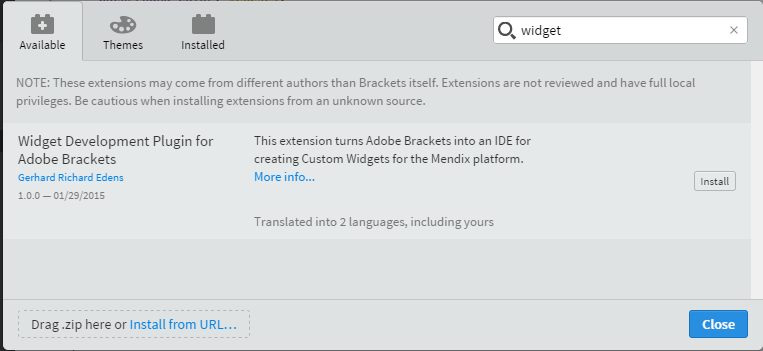 Available
Themes
Installed
widget
NOTE: These extensions may come from different authors than Brackets itself. Extensions are not reviewed and have full local
privileges. Be cautious when installing extensions from an unknown source.
Widget Development Plugin for
Adobe Brackets
Gerhard Richard Edens
1.0.0 — 01/29/2015
This extension turns Adobe Brackets into an IDE for
creating Custom Widgets for the Mendix platform.
More info...
Translated into 2 languages, including yours
Install
Drag .zip here or Install from URL...
Close